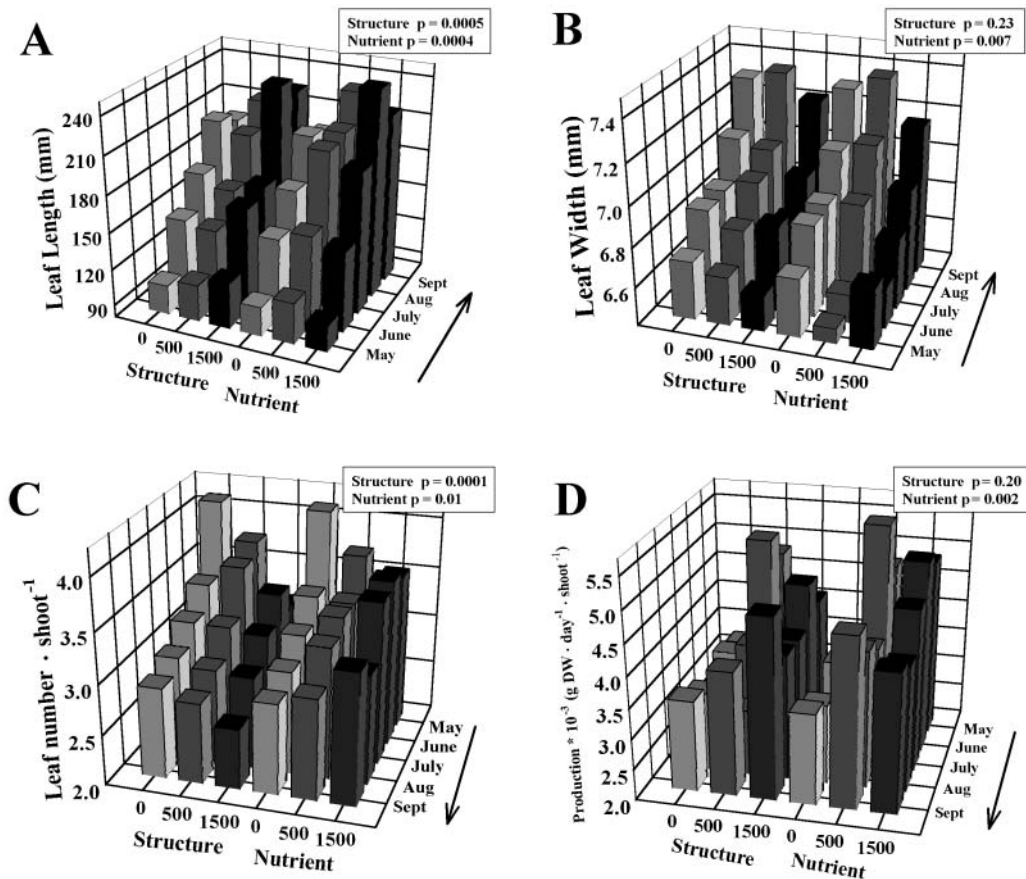 A
Structure p = 0.0005
Nutrient p = 0.0004
Leaf Length (mm)
240
210
180
150
120
90
0 500 1500 0 500 1500
Structure Nutrient
Sept
Aug
July
June
May
B
Structure p = 0.23
Nutrient p = 0.007
Leaf Width (mm)
7.4
7.2
7.0
6.8
6.6
0 500 1500 0 500 1500
Structure Nutrient
Sept
Aug
July
June
May
C
Structure p = 0.0001
Nutrient p = 0.01
Leaf number · shoot⁻¹
4.0
3.5
3.0
2.5
2.0
0 500 1500 0 500 1500
Structure Nutrient
May
June
July
Aug
Sept
D
Structure p = 0.20
Nutrient p = 0.002
Production * 10⁻³ (g DW · day⁻¹ · shoot⁻¹)
5.5
5.0
4.5
4.0
3.5
3.0
2.5
2.0
0 500 1500 0 500 1500
Structure Nutrient
May
June
July
Aug
Sept